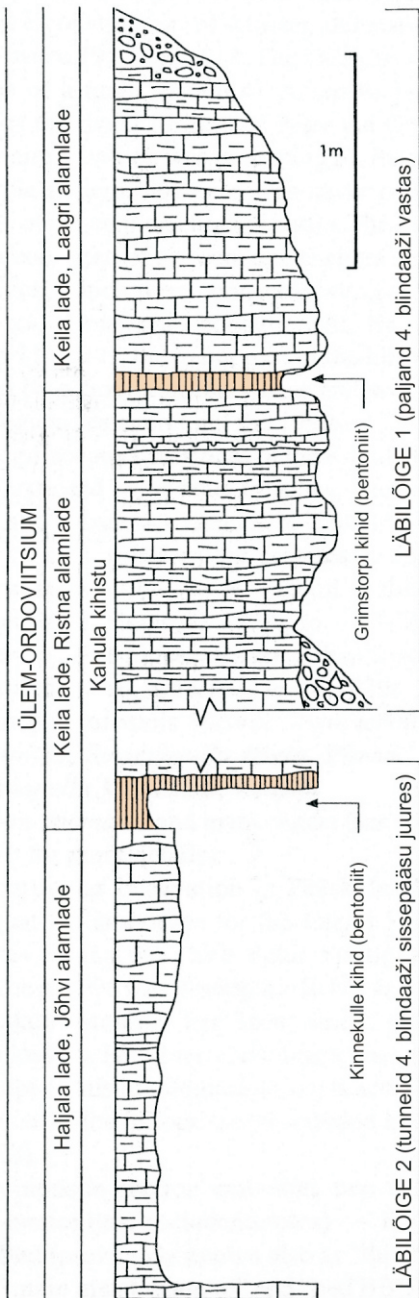 ÜLEM-ORDOVIITSIUM
Keila lade, Laagri alamlade
Keila lade, Ristna alamlade
Haljala lade, Jõhvi alamlade
Kahula kihistu
1m
Grimstorpi kihid (bentoniit)
Kinnekulle kihid (bentoniit)
LÄBILÕIGE 1 (paljand 4. blindaaži vastas)
LÄBILÕIGE 2 (tunnelid 4. blindaaži sissepääsu juures)